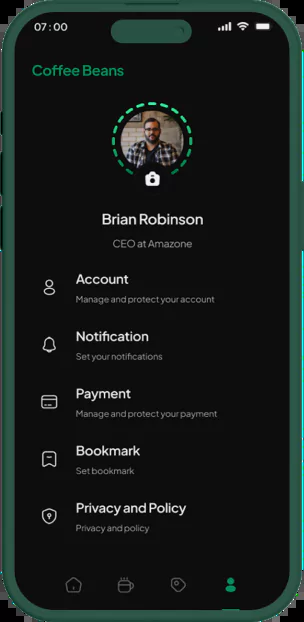 07:00
Coffee Beans
Brian Robinson
CEO at Amazone
Account
Manage and protect your account
Notification
Set your notifications
Payment
Manage and protect your payment
Bookmark
Set bookmark
Privacy and Policy
Privacy and policy